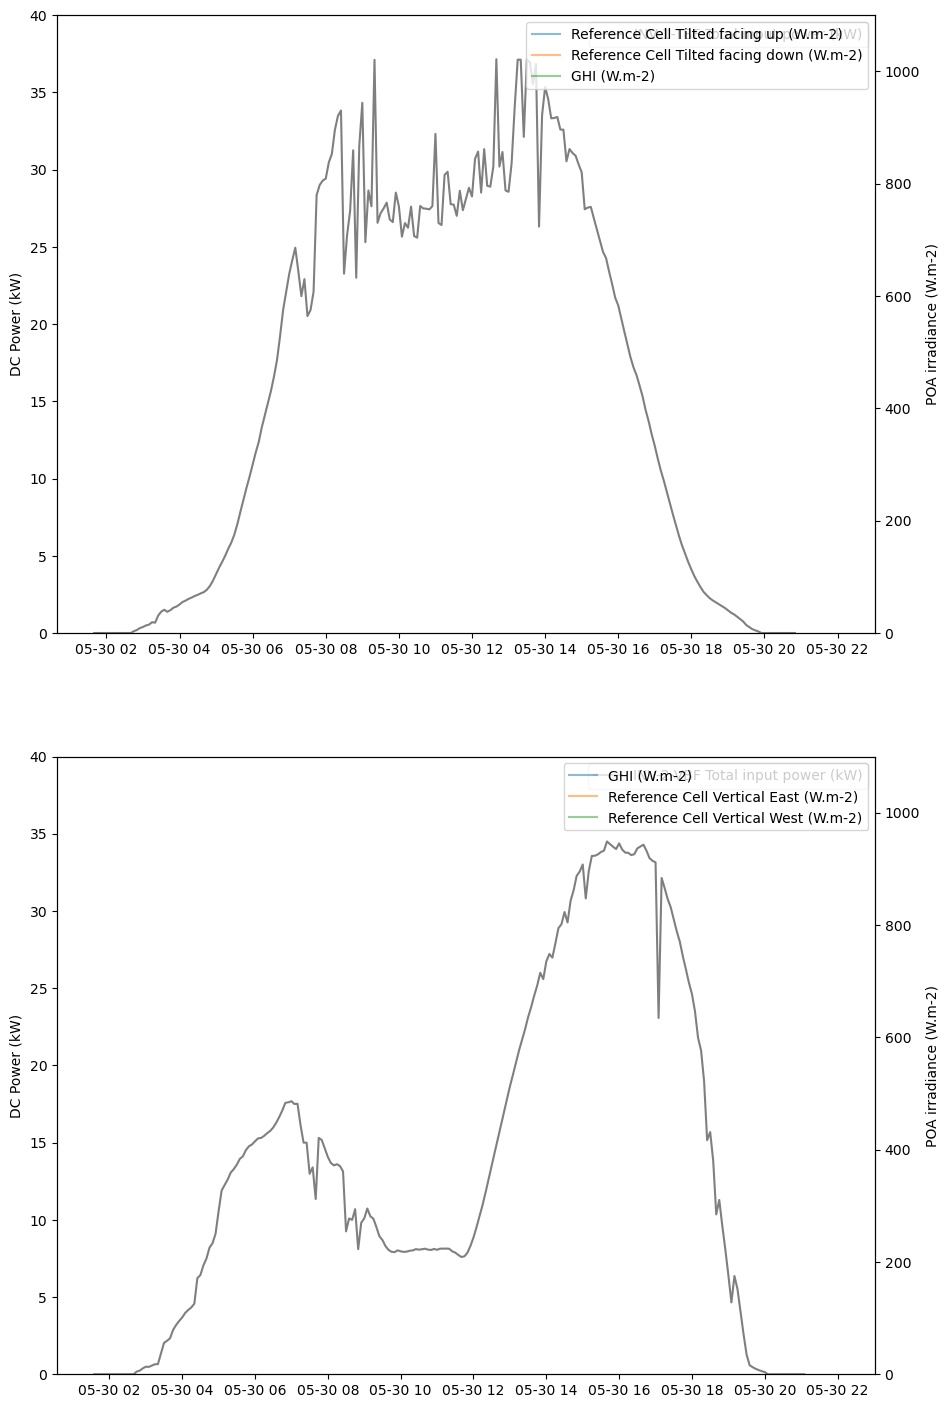 Reference Cell Tilted facing up (W.m-2)
Reference Cell Tilted facing down (W.m-2)
GHI (W.m-2)
40
35
30
25
20
15
10
5
0
DC Power (kW)
1000
800
600
400
200
0
POA irradiance (W.m-2)
05-30 02 05-30 04 05-30 06 05-30 08 05-30 10 05-30 12 05-30 14 05-30 16 05-30 18 05-30 20 05-30 22
GHI (W.m-2) Total input power (kW)
Reference Cell Vertical East (W.m-2)
Reference Cell Vertical West (W.m-2)
40
35
30
25
20
15
10
5
0
DC Power (kW)
1000
800
600
400
200
0
POA irradiance (W.m-2)
05-30 02 05-30 04 05-30 06 05-30 08 05-30 10 05-30 12 05-30 14 05-30 16 05-30 18 05-30 20 05-30 22